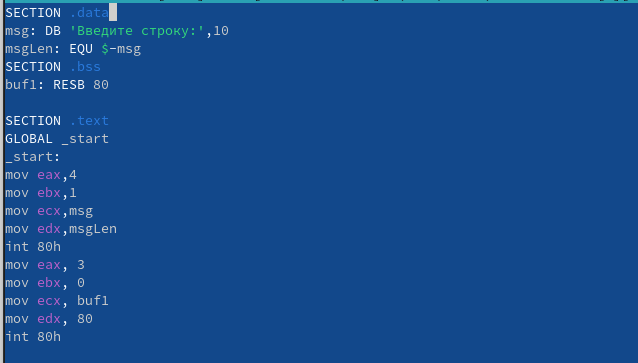 SECTION .data
msg: DB 'Введите строку:',10
msgLen: EQU $-msg
SECTION .bss
buf1: RESB 80
SECTION .text
GLOBAL _start
_start:
mov eax,4
mov ebx,1
mov ecx,msg
mov edx,msgLen
int 80h
mov eax, 3
mov ebx, 0
mov ecx, buf1
mov edx, 80
int 80h